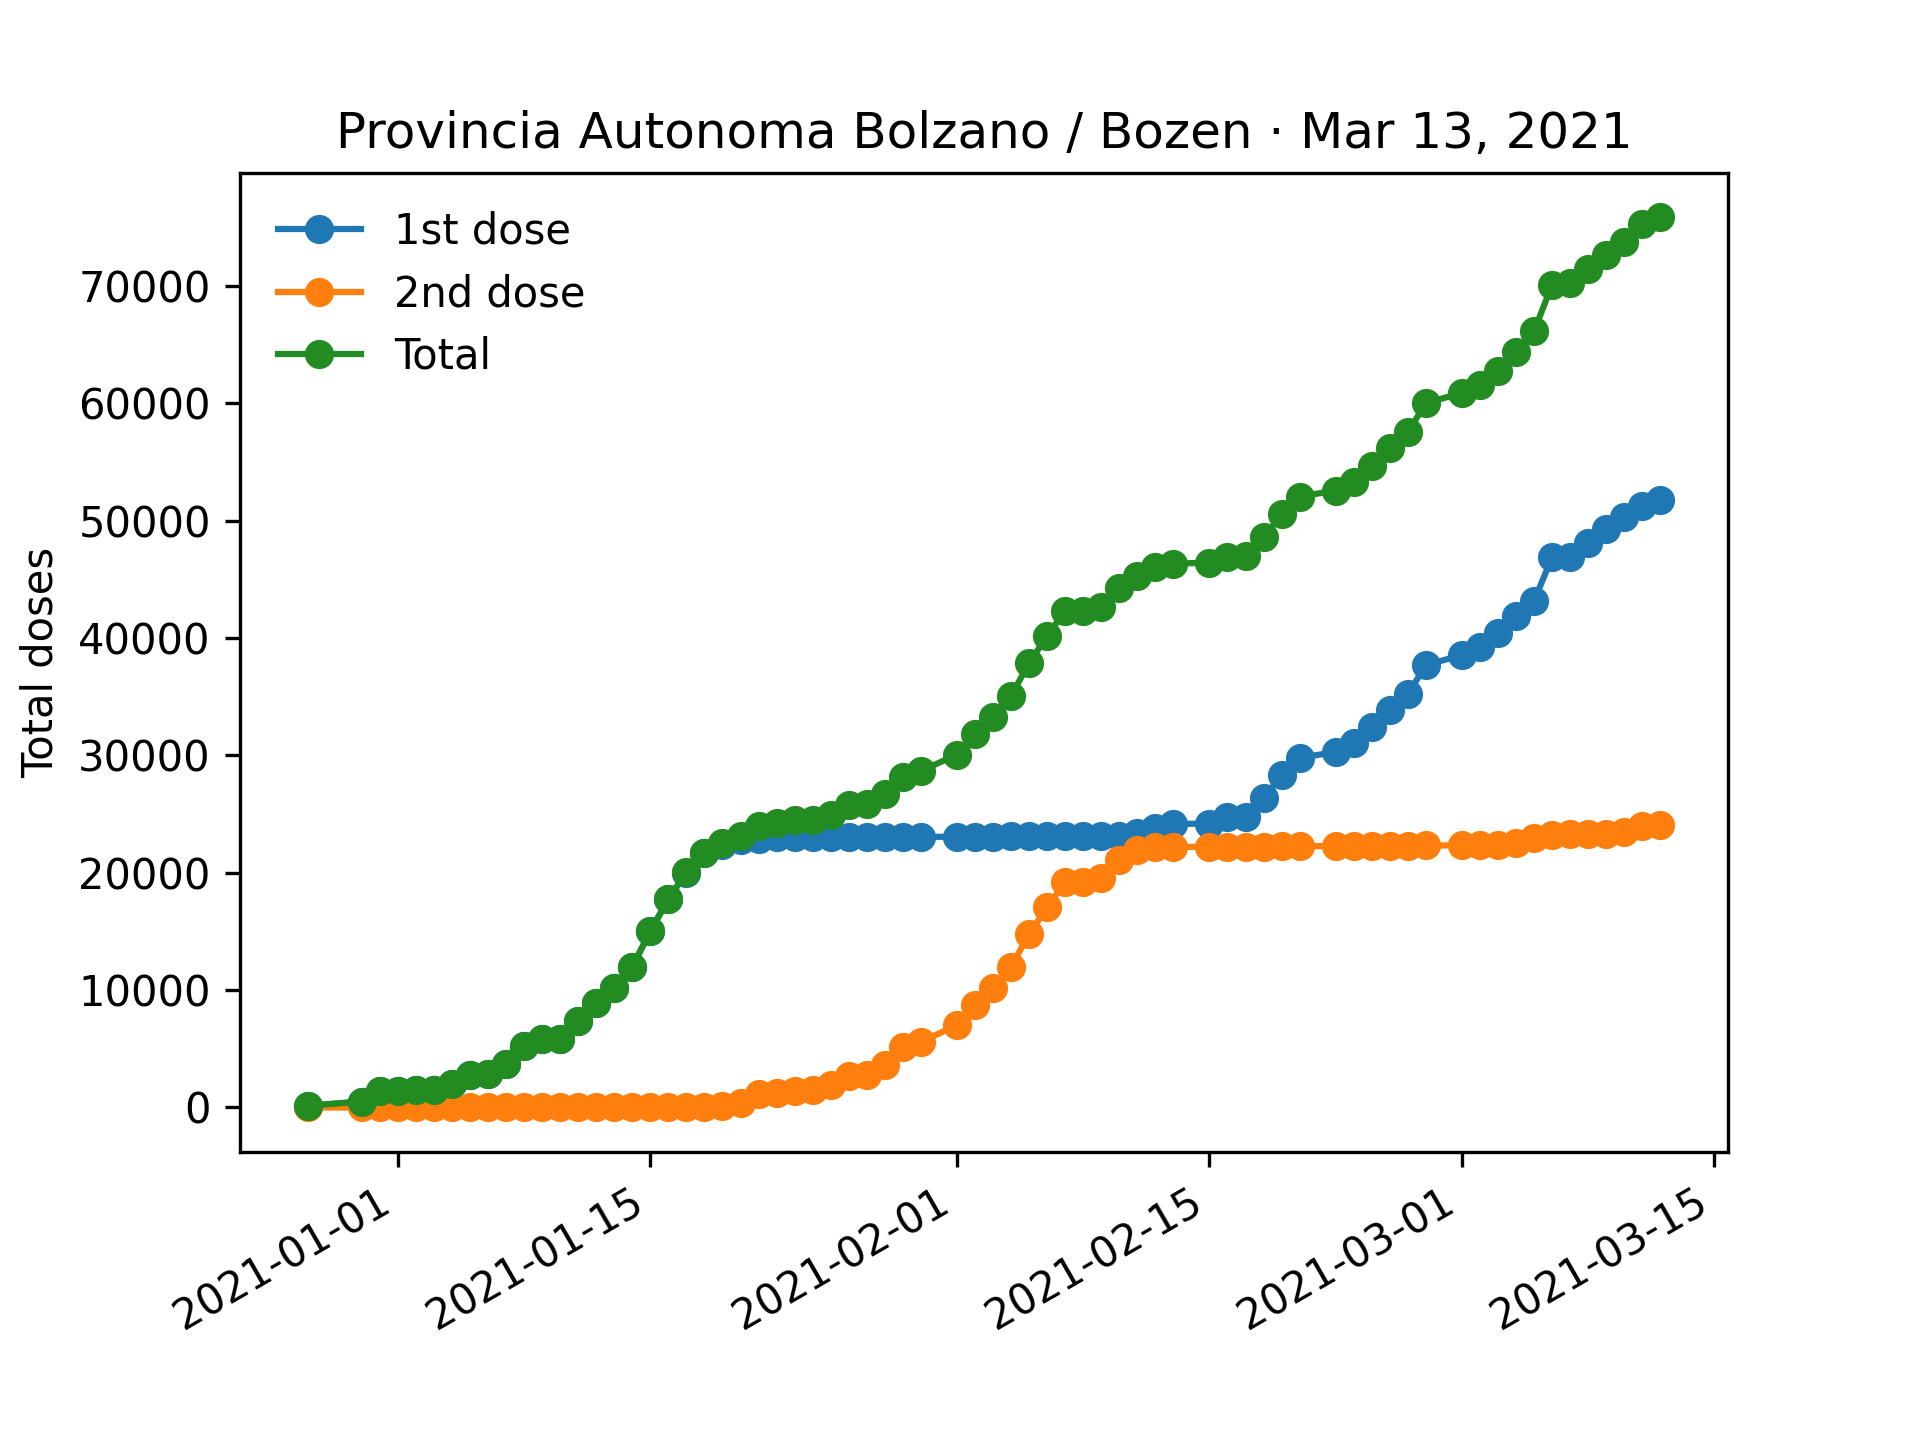 Provincia Autonoma Bolzano / Bozen · Mar 13, 2021
1st dose
2nd dose
Total
Total doses
70000
60000
50000
40000
30000
20000
10000
0
2021-01-01
2021-01-15
2021-02-01
2021-02-15
2021-03-01
2021-03-15